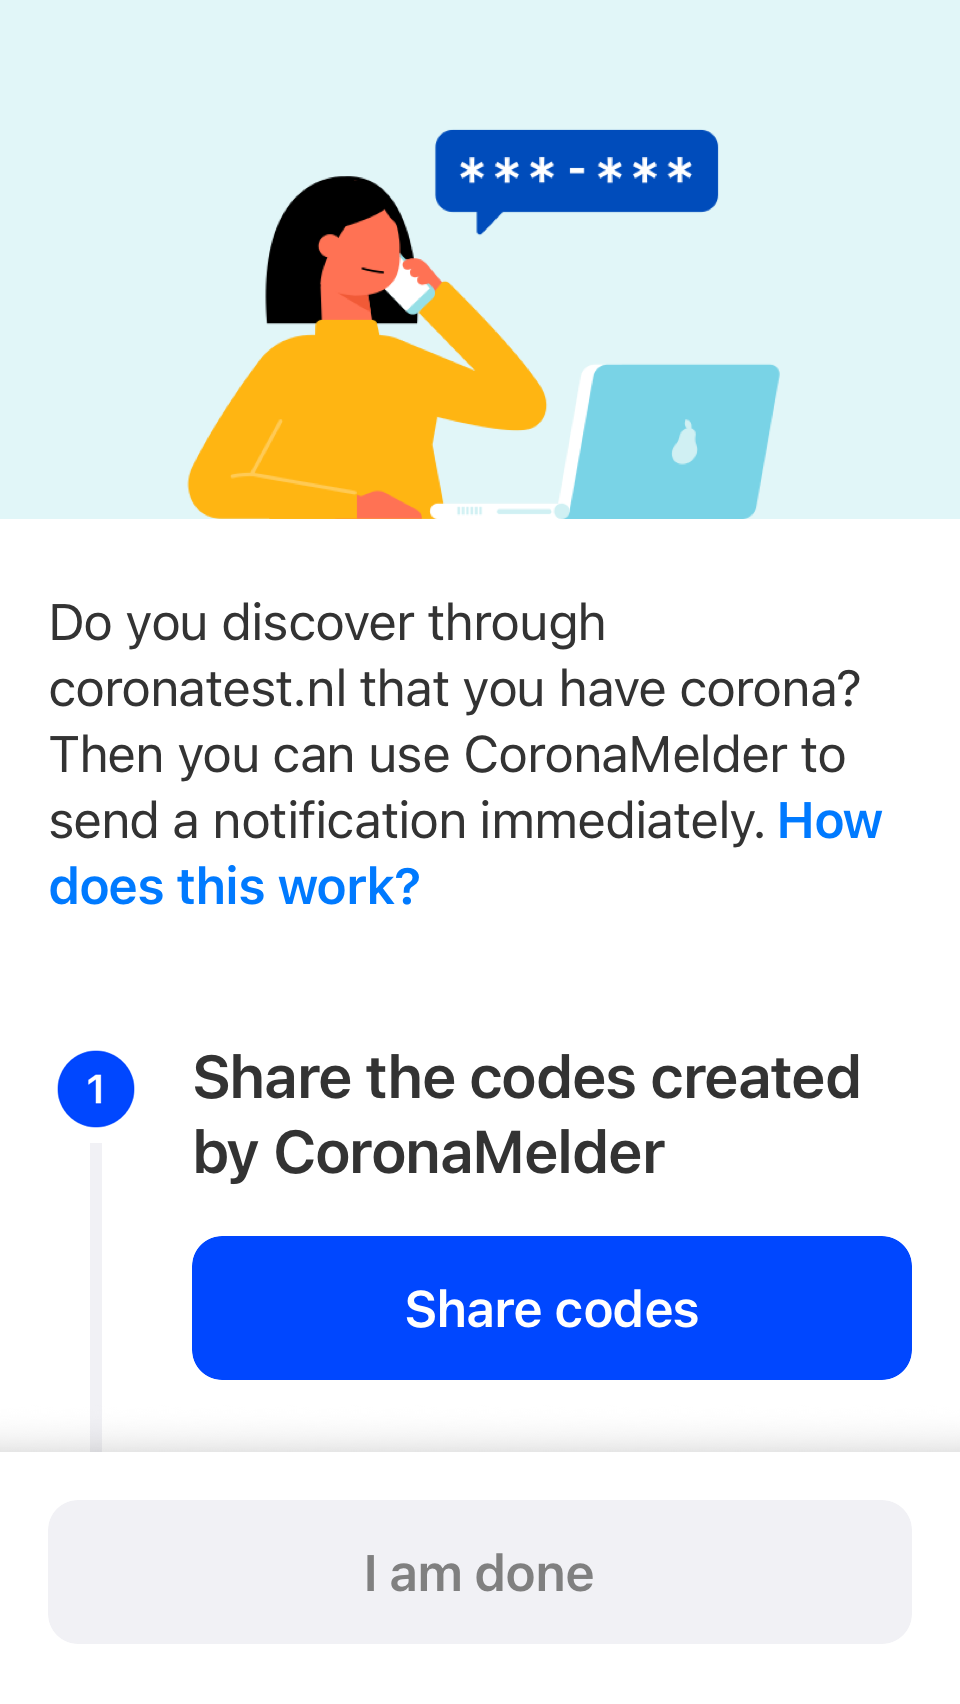 ***-***
Do you discover through
coronatest.nl that you have corona?
Then you can use CoronaMelder to
send a notification immediately. How
does this work?
1
Share the codes created
by CoronaMelder
Share codes
I am done